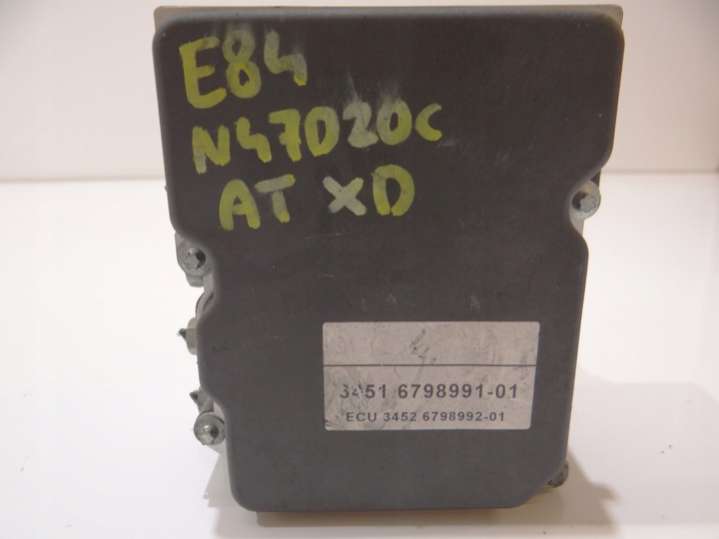 E84
N47D20C
AT XD
3451 6798991-01
ECU 3452 6798992-01